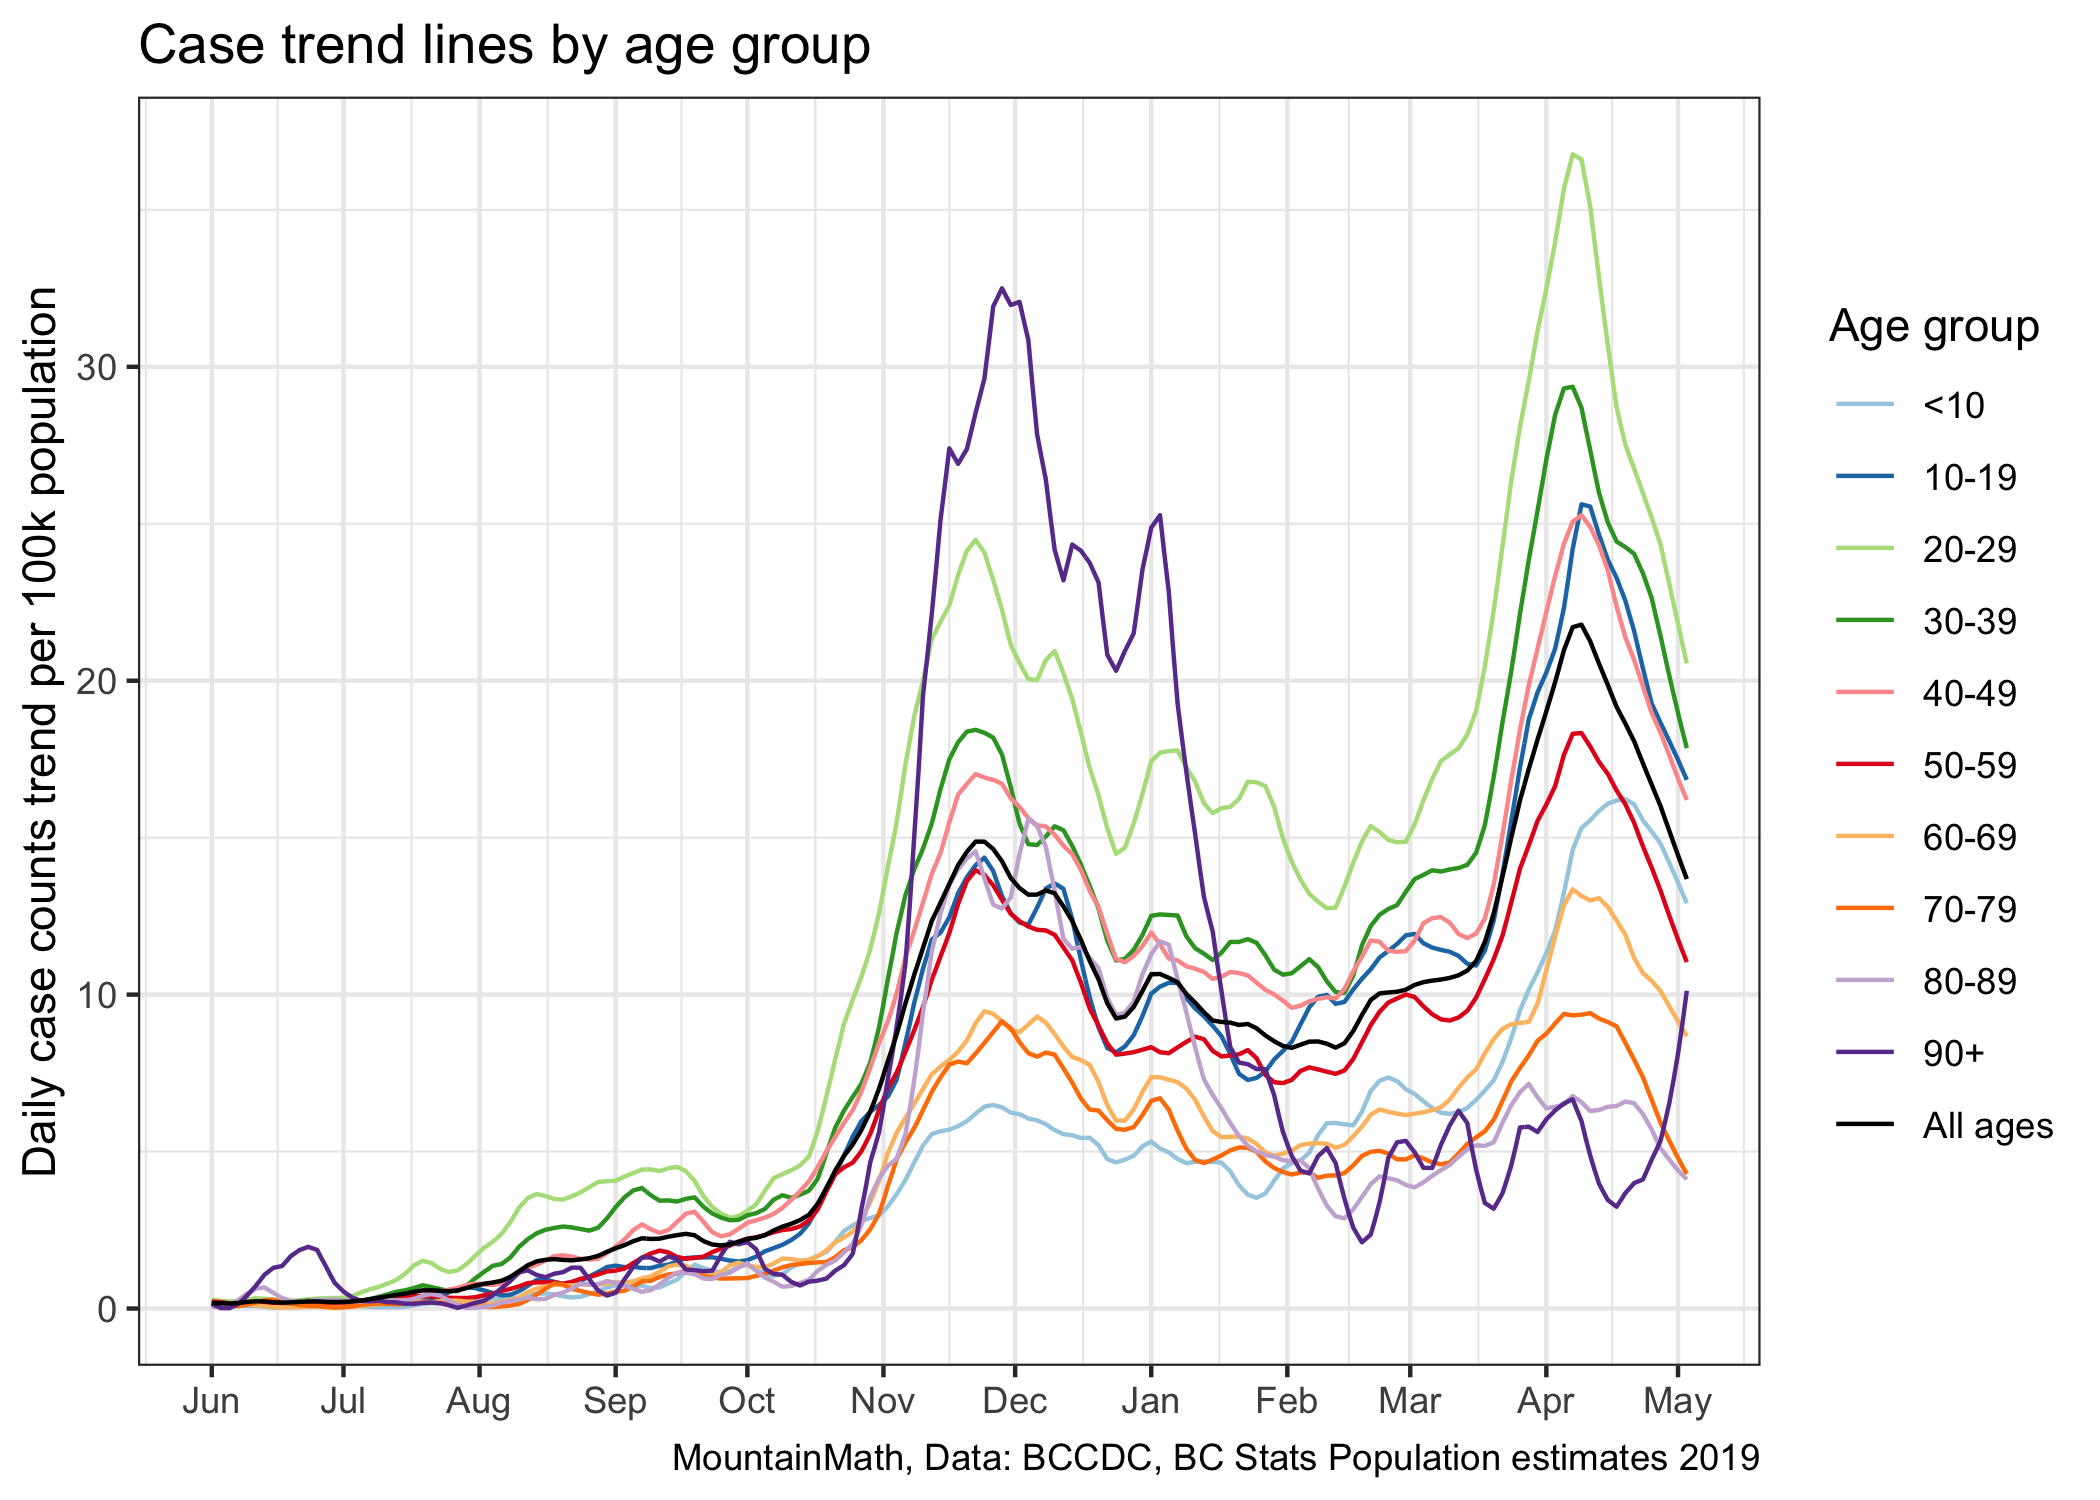 Case trend lines by age group
Daily case counts trend per 100k population
30
20
10
0
Jun Jul Aug Sep Oct Nov Dec Jan Feb Mar Apr May
Age group
<10
10-19
20-29
30-39
40-49
50-59
60-69
70-79
80-89
90+
All ages
MountainMath, Data: BCCDC, BC Stats Population estimates 2019